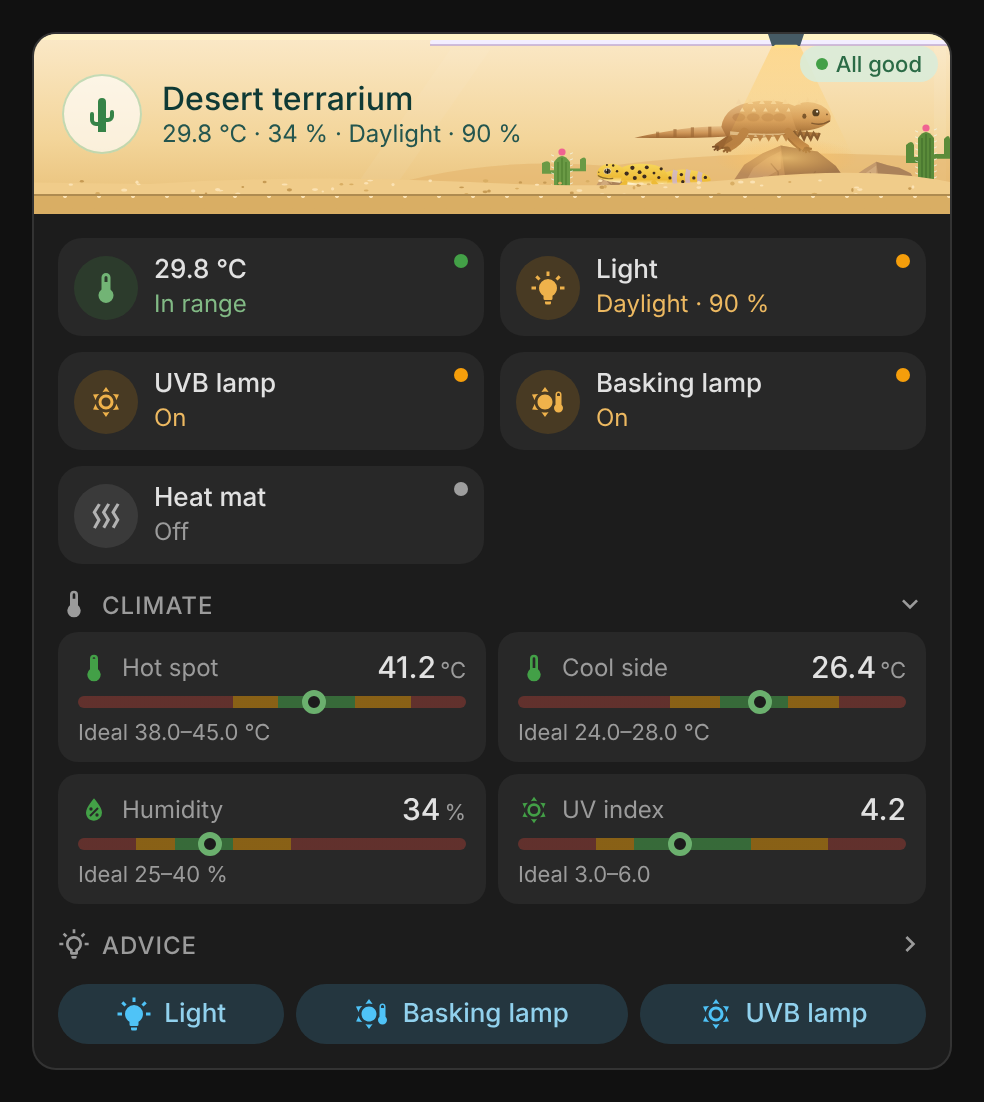 All good
Desert terrarium
29.8 °C · 34 % · Daylight · 90 %
29.8 °C
In range
Light
Daylight · 90 %
UVB lamp
On
Basking lamp
On
Heat mat
Off
CLIMATE
Hot spot 41.2 °C
Ideal 38.0–45.0 °C
Cool side 26.4 °C
Ideal 24.0–28.0 °C
Humidity 34 %
Ideal 25–40 %
UV index 4.2
Ideal 3.0–6.0
ADVICE
Light
Basking lamp
UVB lamp